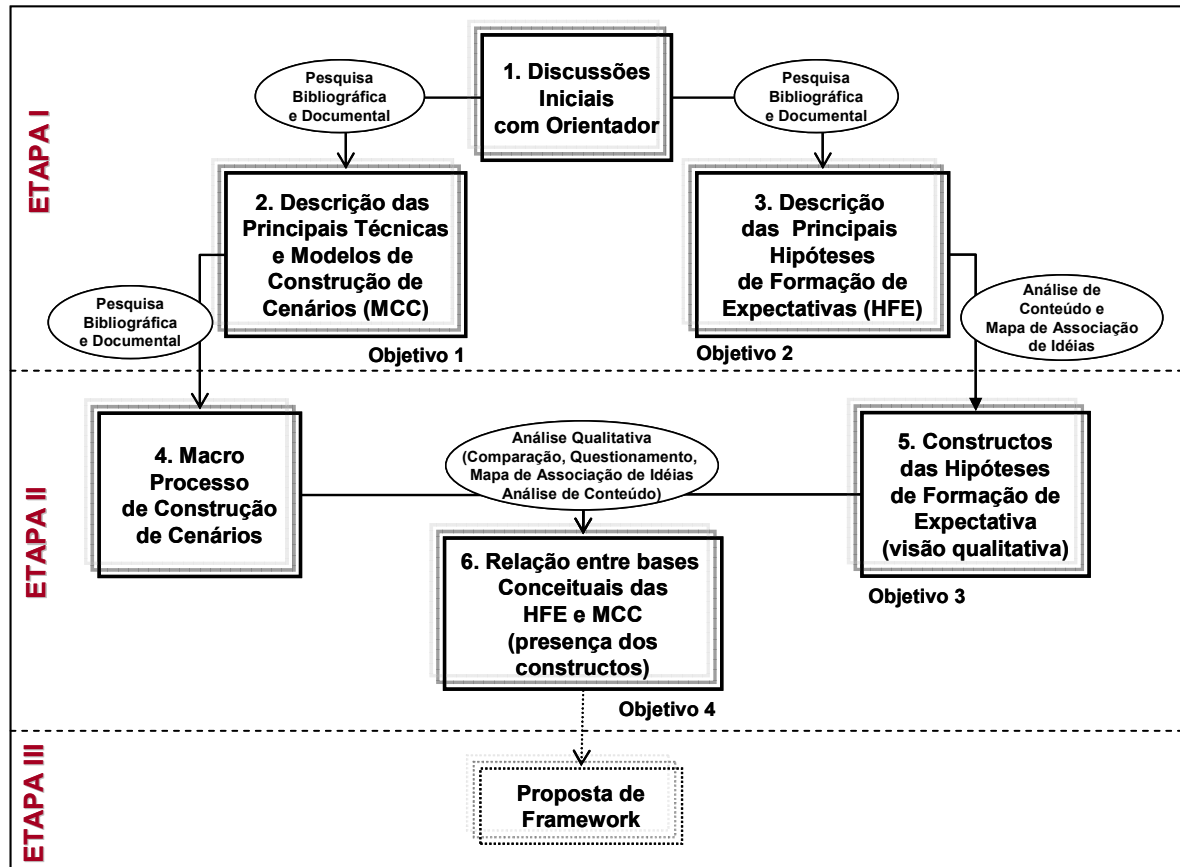 ETAPA I
1. Discussões
Iniciais
com Orientador
Pesquisa
Bibliográfica
e Documental
Pesquisa
Bibliográfica
e Documental
2. Descrição das
Principais Técnicas
e Modelos de
Construção de
Cenários (MCC)
Objetivo 1
3. Descrição
das Principais
Hipóteses
de Formação de
Expectativas (HFE)
Objetivo 2
Pesquisa
Bibliográfica
e Documental
Análise de
Conteúdo e
Mapa de Associação
de Idéias
ETAPA II
4. Macro
Processo
de Construção
de Cenários
Análise Qualitativa
(Comparação, Questionamento,
Mapa de Associação de Idéias
Análise de Conteúdo)
5. Constructos
das Hipóteses
de Formação de
Expectativa
(visão qualitativa)
Objetivo 3
6. Relação entre bases
Conceituais das
HFE e MCC
(presença dos
constructos)
Objetivo 4
ETAPA III
Proposta de
Framework